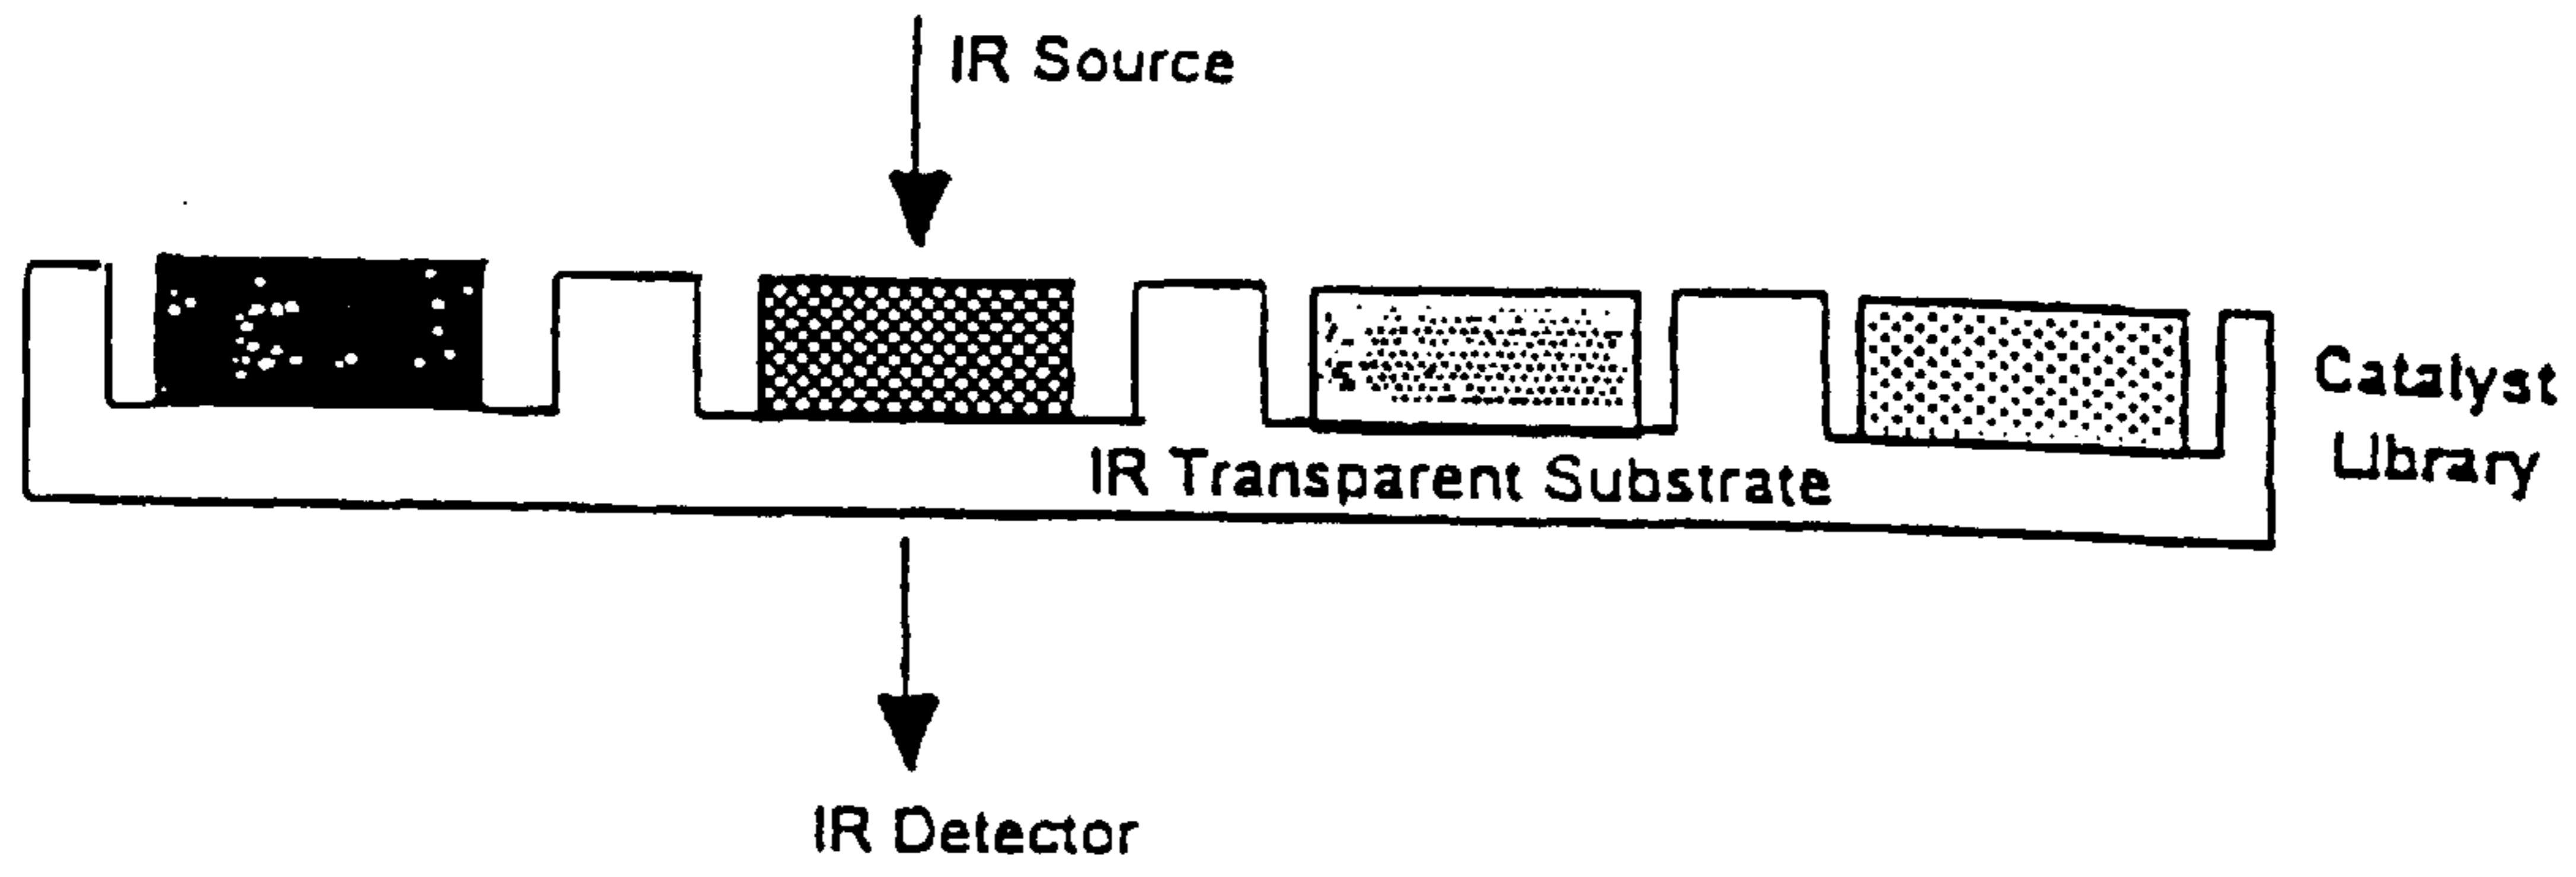 IR Source
Catalyst
Library
IR Transparent Substrate
IR Detector